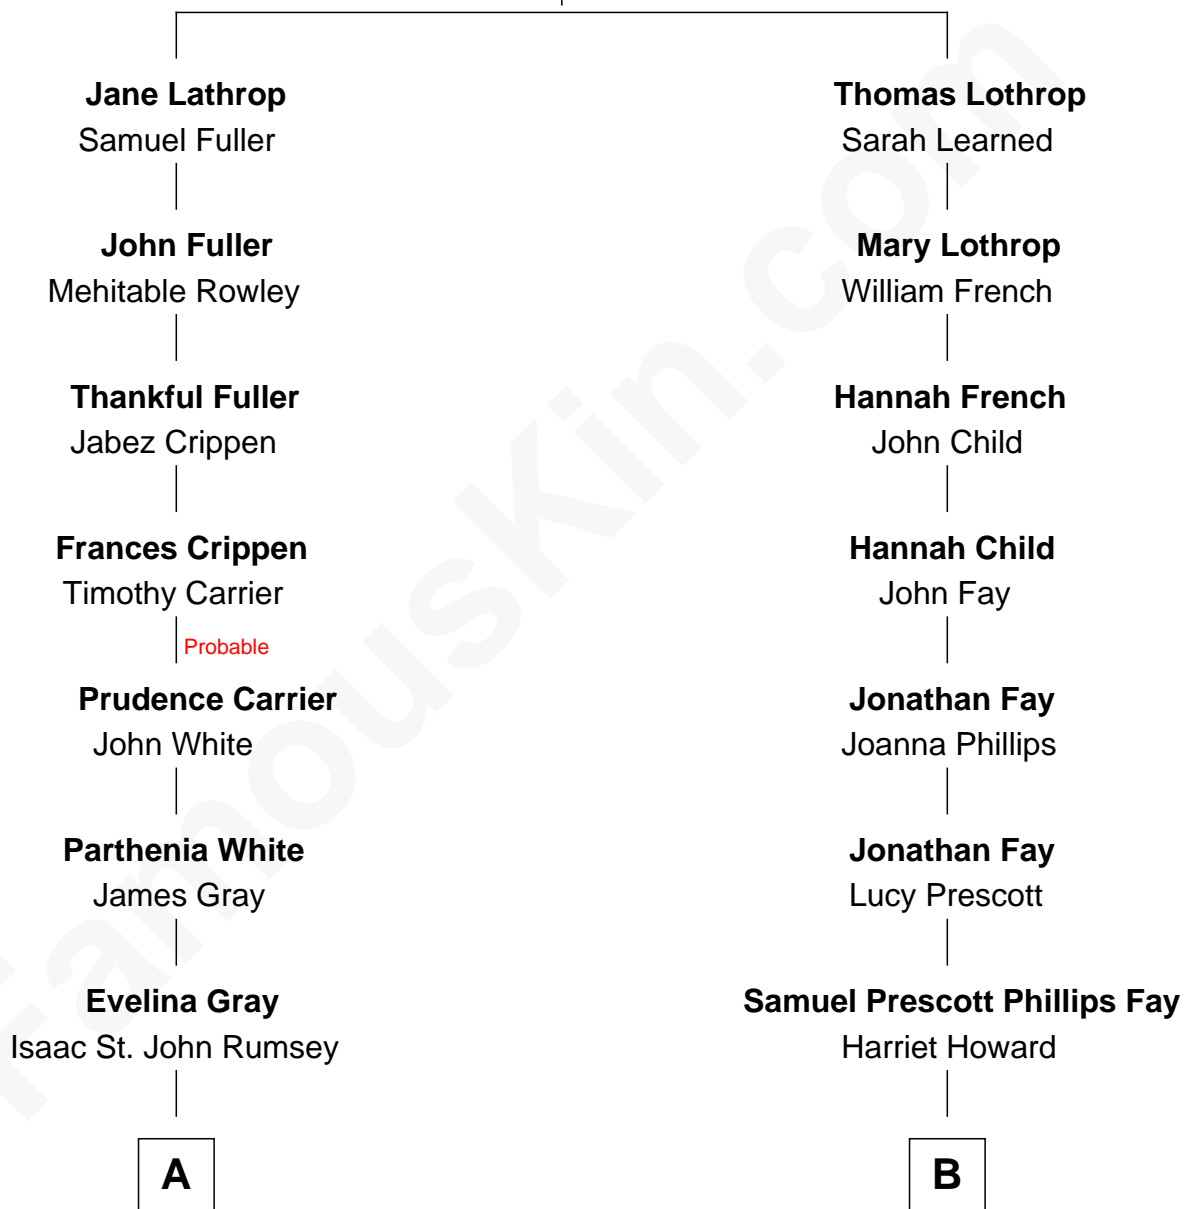 Jane Lathrop
Samuel Fuller
John Fuller
Mehitable Rowley
Thankful Fuller
Jabez Crippen
Frances Crippen
Timothy Carrier
Probable
Prudence Carrier
John White
Parthenia White
James Gray
Evelina Gray
Isaac St. John Rumsey
A
Thomas Lothrop
Sarah Learned
Mary Lothrop
William French
Hannah French
John Child
Hannah Child
John Fay
Jonathan Fay
Joanna Phillips
Jonathan Fay
Lucy Prescott
Samuel Prescott Phillips Fay
Harriet Howard
B
FamousKin.com